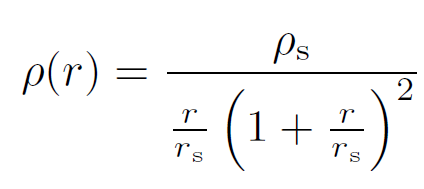 ρ(r) = ρ_s / ( r/r_s (1 + r/r_s)^2 )